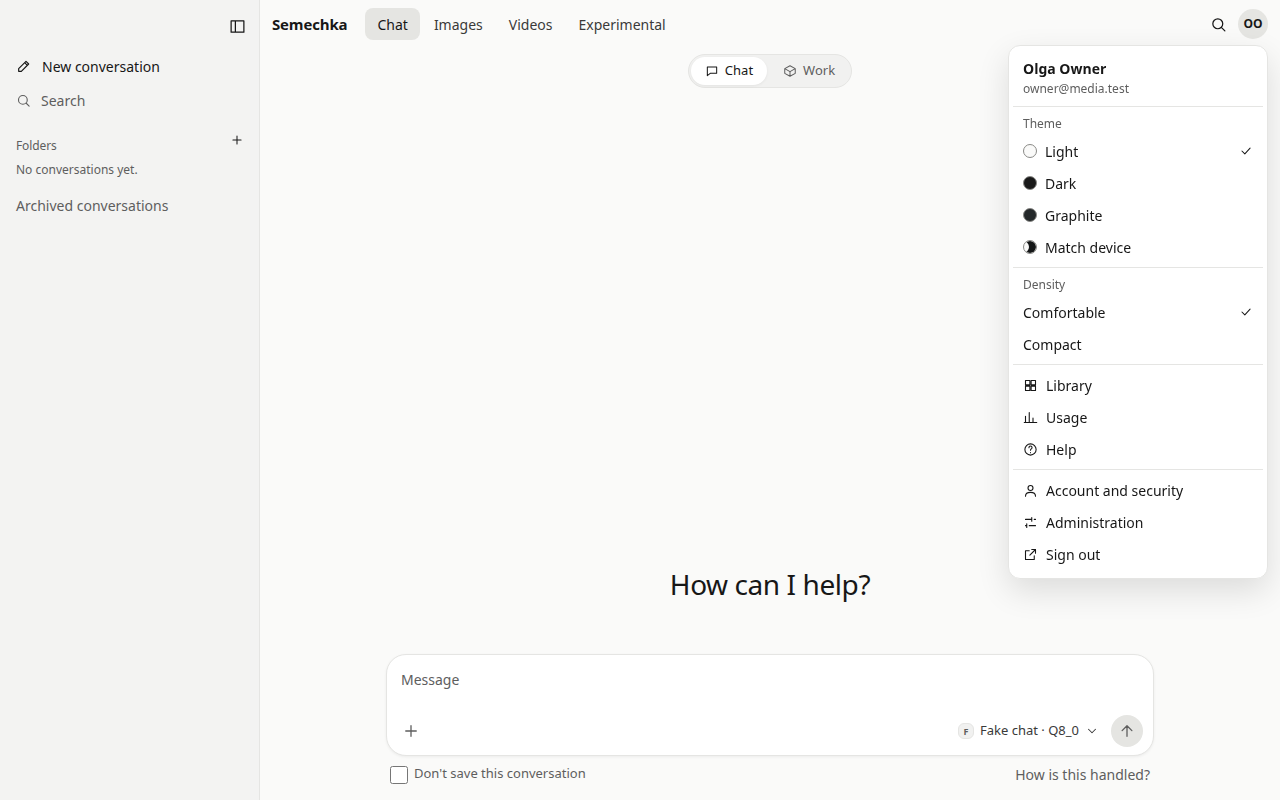 Semechka
Chat
Images
Videos
Experimental
OO
New conversation
Search
Folders
No conversations yet.
Archived conversations
Chat
Work
Olga Owner
owner@media.test
Theme
Light
Dark
Graphite
Match device
Density
Comfortable
Compact
Library
Usage
Help
Account and security
Administration
Sign out
How can I help?
Message
F
Fake chat · Q8_0
Don't save this conversation
How is this handled?